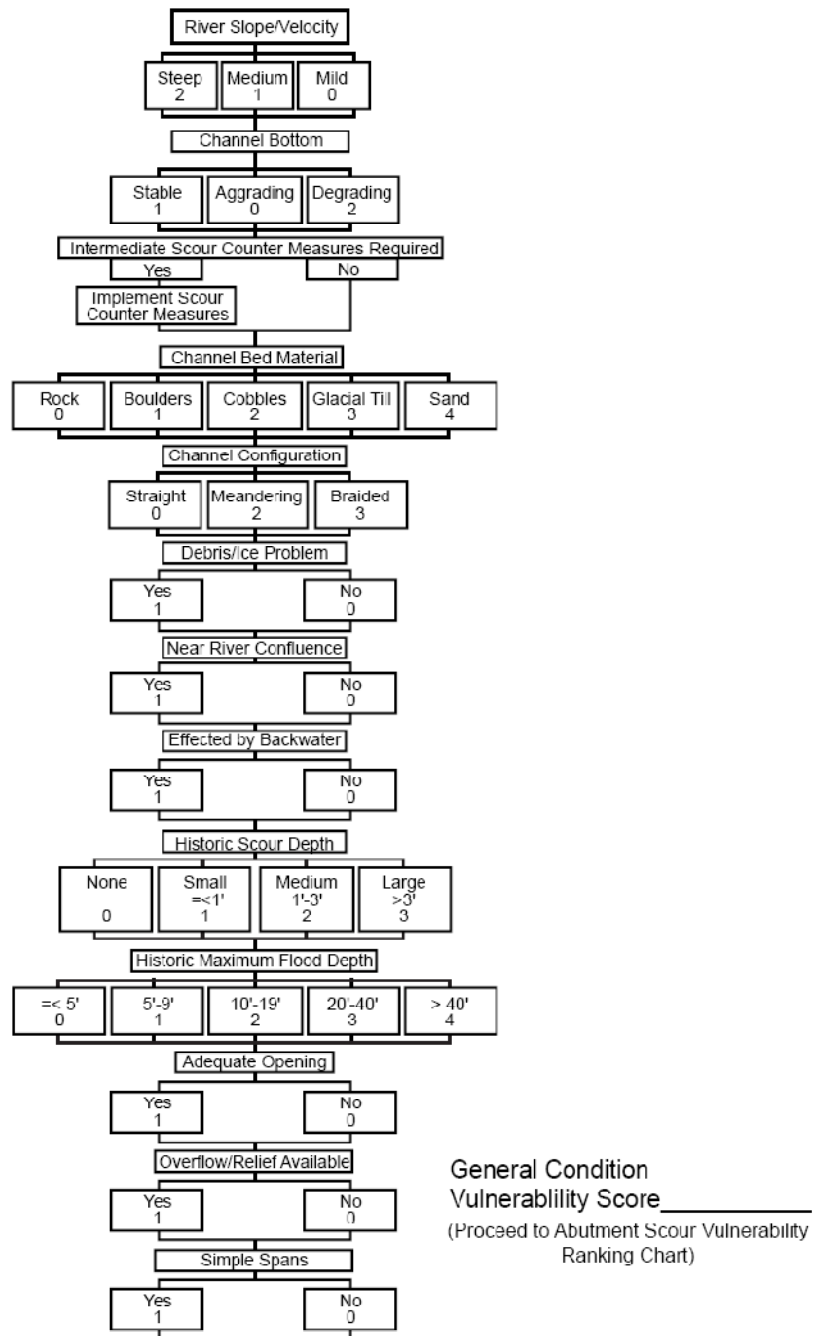 River Slope/Velocity
Steep Medium Mild
2 1 0
Channel Bottom
Stable Aggrading Degrading
1 0 2
Intermediate Scour Counter Measures Required
Yes No
Implement Scour
Counter Measures
Channel Bed Material
Rock Boulders Cobbles Glacial Till Sand
0 1 2 3 4
Channel Configuration
Straight Meandering Braided
0 2 3
Debris/Ice Problem
Yes No
1 0
Near River Confluence
Yes No
1 0
Effected by Backwater
Yes No
1 0
Historic Scour Depth
None Small Medium Large
=<1' 1'-3' >3'
0 1 2 3
Historic Maximum Flood Depth
=< 5' 5'-9' 10'-19' 20'-40' > 40'
0 1 2 3 4
Adequate Opening
Yes No
1 0
Overflow/Relief Available
Yes No
1 0
Simple Spans
Yes No
1 0
General Condition
Vulnerablility Score
(Proceed to Abutment Scour Vulnerability
Ranking Chart)